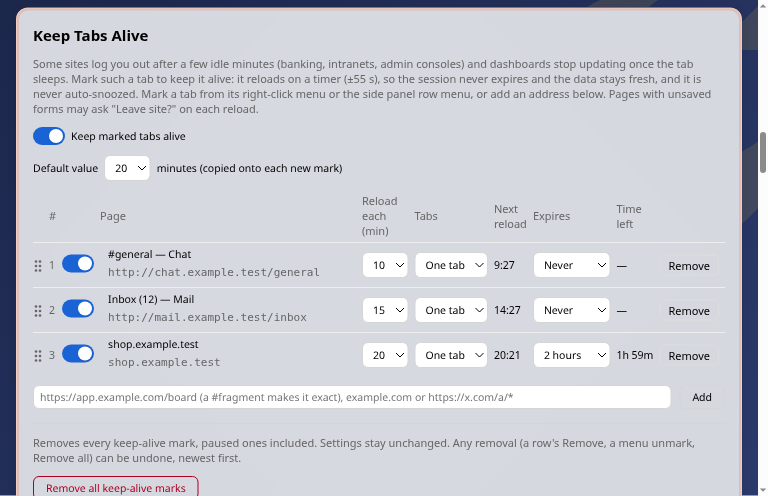 Keep Tabs Alive
Some sites log you out after a few idle minutes (banking, intranets, admin consoles) and dashboards stop updating once the tab
sleeps. Mark such a tab to keep it alive: it reloads on a timer (±55 s), so the session never expires and the data stays fresh, and it is
never auto-snoozed. Mark a tab from its right-click menu or the side panel row menu, or add an address below. Pages with unsaved
forms may ask "Leave site?" on each reload.
Keep marked tabs alive
Default value 20 minutes (copied onto each new mark)
# Page Reload each (min) Tabs Next reload Expires Time left
1 #general — Chat 10 One tab 9:27 Never — Remove
http://chat.example.test/general
2 Inbox (12) — Mail 15 One tab 14:27 Never — Remove
http://mail.example.test/inbox
3 shop.example.test 20 One tab 20:21 2 hours 1h 59m Remove
shop.example.test
https://app.example.com/board (a #fragment makes it exact), example.com or https://x.com/a/* Add
Removes every keep-alive mark, paused ones included. Settings stay unchanged. Any removal (a row's Remove, a menu unmark,
Remove all) can be undone, newest first.
Remove all keep-alive marks